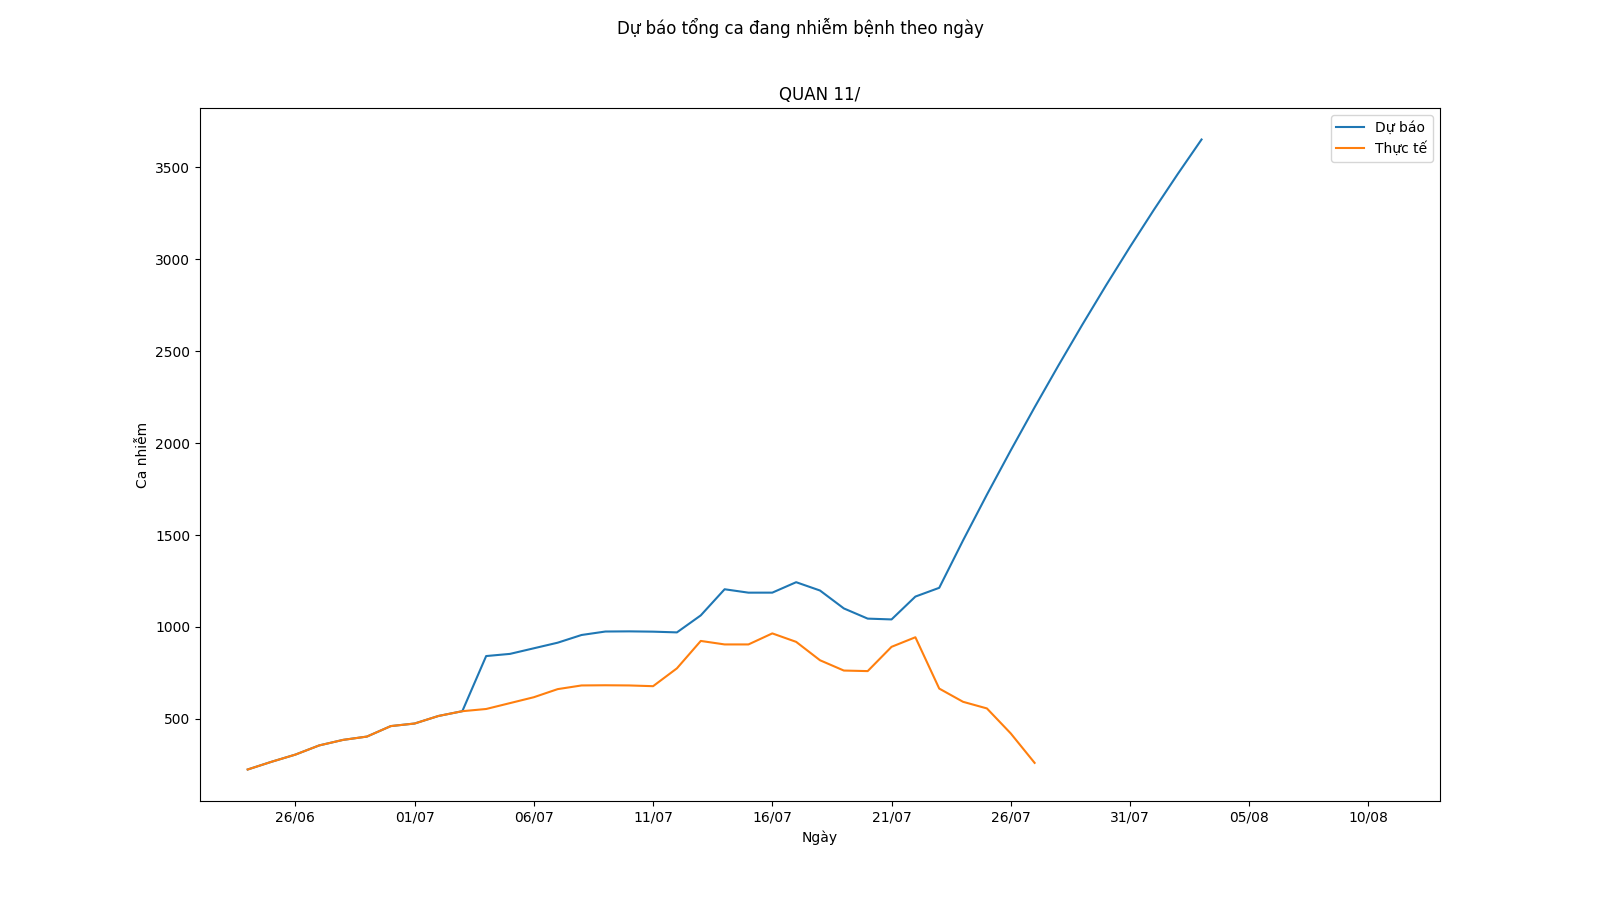 Dự báo tổng ca đang nhiễm bệnh theo ngày
QUAN 11/
Dự báo
Thực tế
3500
3000
2500
2000
1500
1000
500
Ca nhiễm
26/06 01/07 06/07 11/07 16/07 21/07 26/07 31/07 05/08 10/08
Ngày